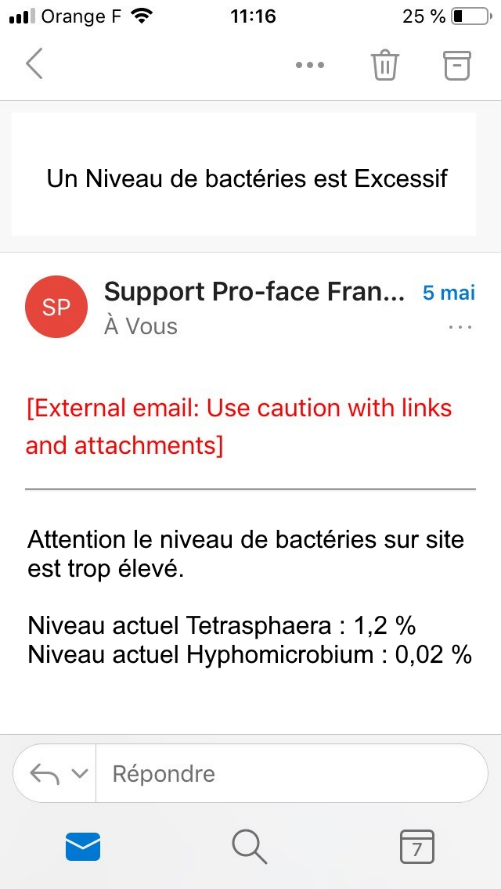 Orange F 11:16 25 %
Un Niveau de bactéries est Excessif
SP
Support Pro-face Fran... 5 mai
À Vous
[External email: Use caution with links
and attachments]
Attention le niveau de bactéries sur site
est trop élevé.
Niveau actuel Tetrasphaera : 1,2 %
Niveau actuel Hyphomicrobium : 0,02 %
Répondre
7